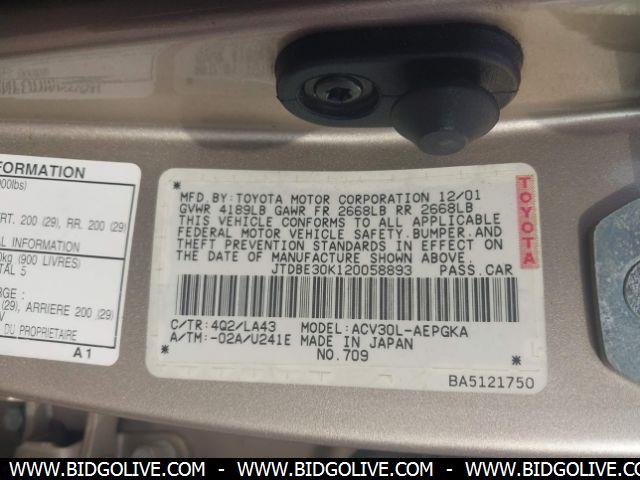 FORMATION
RT. 200 (29), RR. 200 (29)
AL INFORMATION
0kg (900 LIVRES)
TAL 5
RGE :
(29), ARRIERE 200 (29)
PROPRIETAIRE
A1
MFD.BY:TOYOTA MOTOR CORPORATION 12/01
GVWR 4189LB GAWR FR 2668LB RR 2668LB
THIS VEHICLE CONFORMS TO ALL APPLICABLE
FEDERAL MOTOR VEHICLE SAFETY,BUMPER,AND
THEFT PREVENTION STANDARDS IN EFFECT ON
THE DATE OF MANUFACTURE SHOWN ABOVE.
JTDBE30K120058893 PASS.CAR
TOYOTA
C/TR:4Q2/LA43 MODEL:ACV30L-AEPGKA
A/TM:-02A/U241E MADE IN JAPAN
NO.709
BA5121750
WWW.BIDGOLIVE.COM - WWW.BIDGOLIVE.COM - WWW.BIDGOLIVE.COM